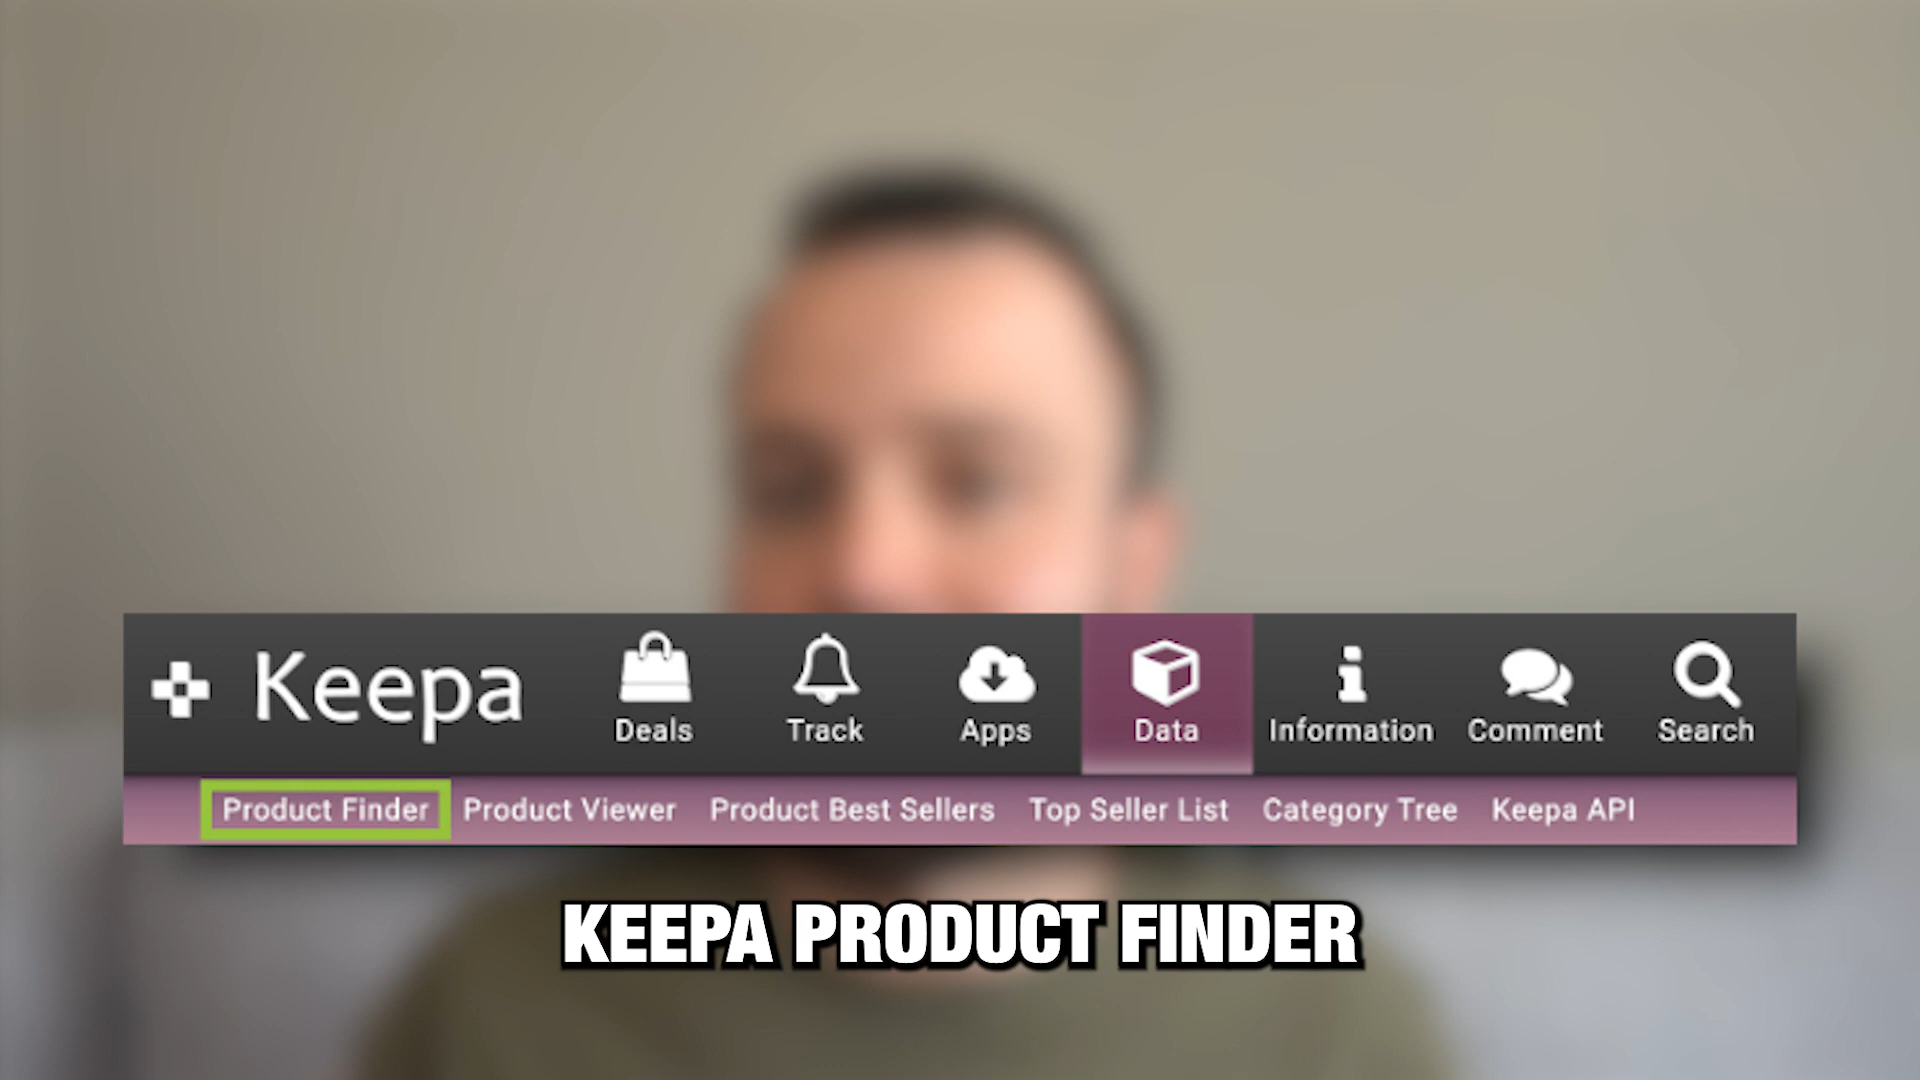 Keepa
Deals
Track
Apps
Data
Information
Comment
Search
Product Finder
Product Viewer
Product Best Sellers
Top Seller List
Category Tree
Keepa API
KEEPA PRODUCT FINDER